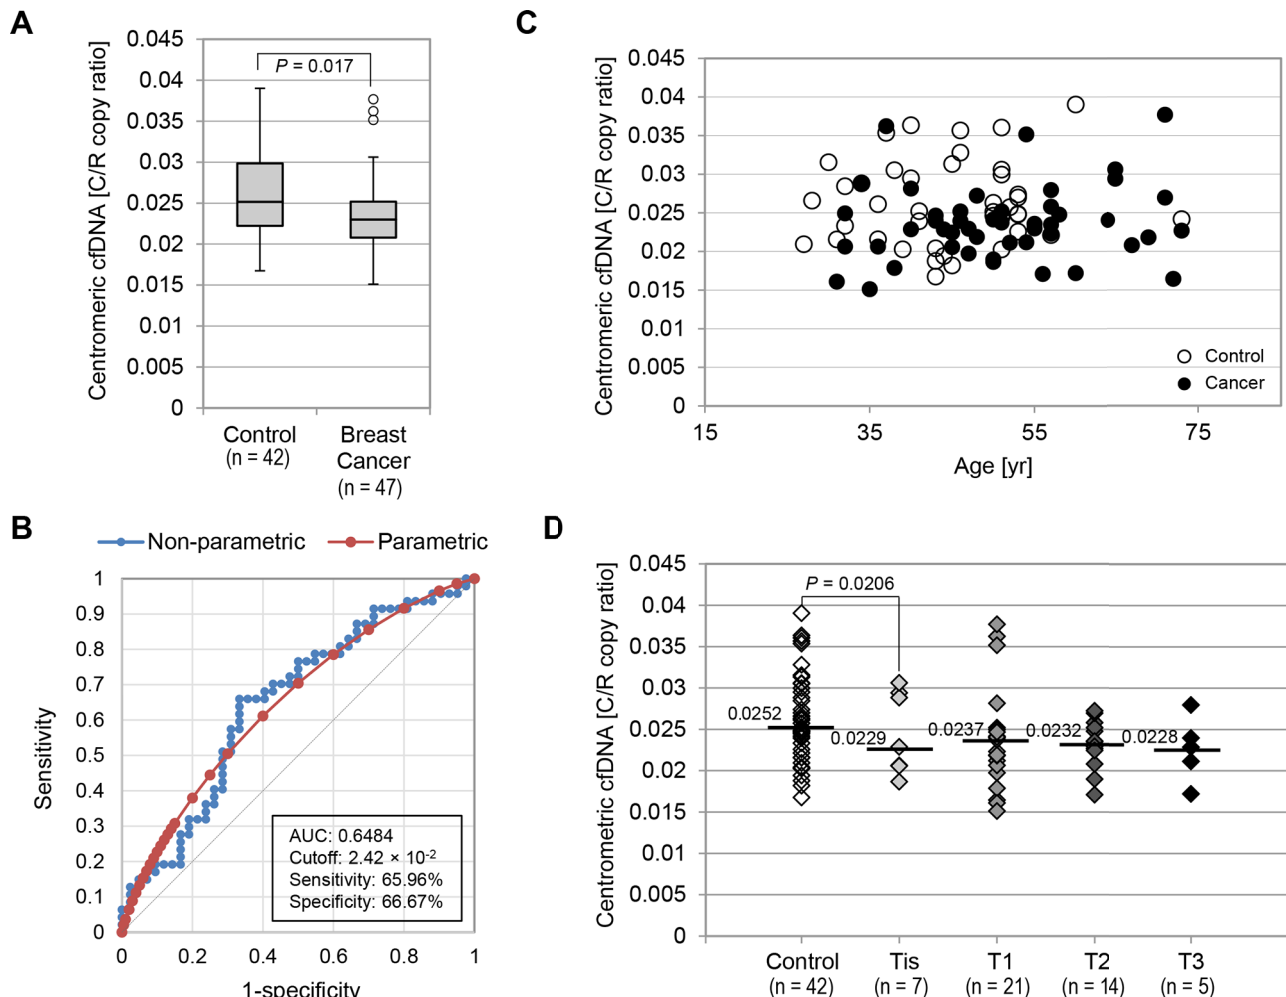 A
Centromeric cfDNA [C/R copy ratio]
0.045
0.04
0.035
0.03
0.025
0.02
0.015
0.01
0.005
0
P = 0.017
Control
(n = 42)
Breast
Cancer
(n = 47)
C
Centromeric cfDNA [C/R copy ratio]
0.045
0.04
0.035
0.03
0.025
0.02
0.015
0.01
0.005
0
Control
Cancer
15
35
55
75
Age [yr]
B
Non-parametric
Parametric
Sensitivity
1
0.9
0.8
0.7
0.6
0.5
0.4
0.3
0.2
0.1
0
AUC: 0.6484
Cutoff: 2.42 × 10⁻²
Sensitivity: 65.96%
Specificity: 66.67%
0
0.2
0.4
0.6
0.8
1
1-specificity
D
Centrometric cfDNA [C/R copy ratio]
0.045
0.04
0.035
0.03
0.025
0.02
0.015
0.01
0.005
0
P = 0.0206
0.0252
0.0229
0.0237
0.0232
0.0228
Control
(n = 42)
Tis
(n = 7)
T1
(n = 21)
T2
(n = 14)
T3
(n = 5)